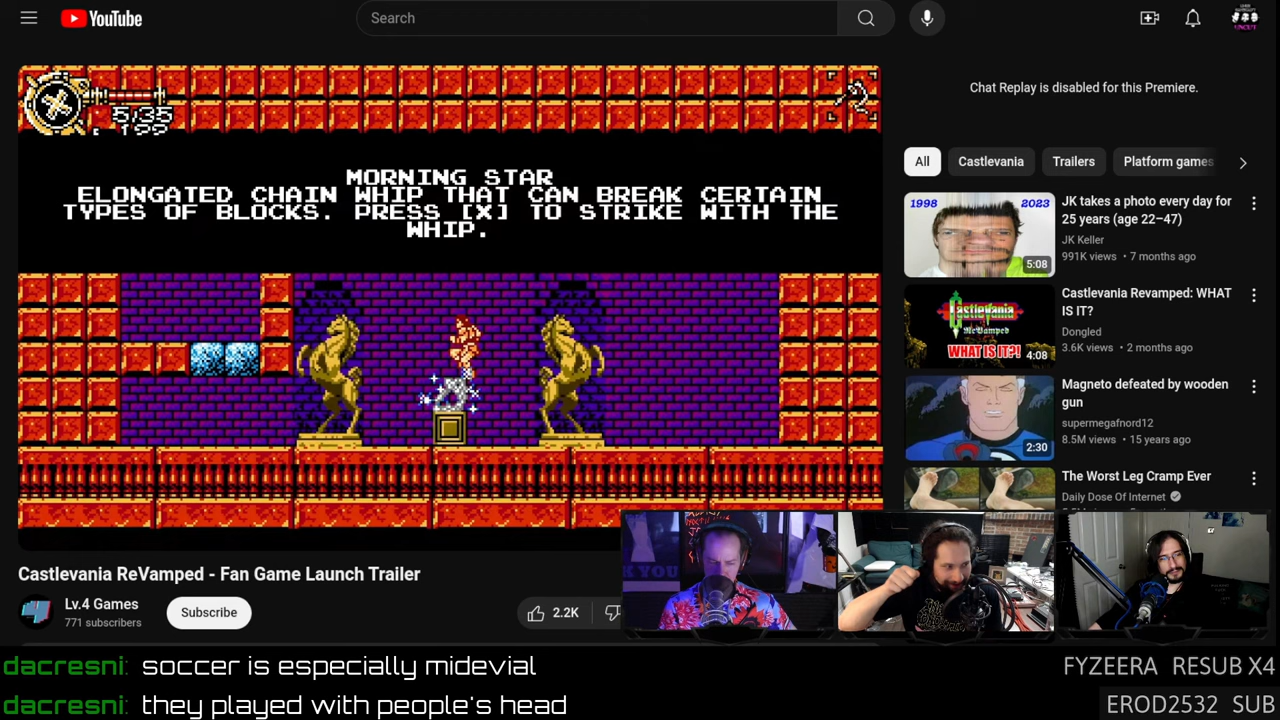 YouTube
Search
5/35
Chat Replay is disabled for this Premiere.
MORNING STAR
ELONGATED CHAIN WHIP THAT CAN BREAK CERTAIN
TYPES OF BLOCKS. PRESS [X] TO STRIKE WITH THE
WHIP.
All
Castlevania
Trailers
Platform games
1998
2023
5:08
JK takes a photo every day for
25 years (age 22–47)
JK Keller
991K views • 7 months ago
Castlevania
ReVamped
WHAT IS IT?!
4:08
Castlevania Revamped: WHAT
IS IT?
Dongled
3.6K views • 2 months ago
2:30
Magneto defeated by wooden
gun
supermegafnord12
8.5M views • 15 years ago
The Worst Leg Cramp Ever
Daily Dose Of Internet
Castlevania ReVamped - Fan Game Launch Trailer
Lv.4 Games
771 subscribers
Subscribe
2.2K
dacresni: soccer is especially midevial
dacresni: they played with people's head
FYZEERA RESUB X4
EROD2532 SUB